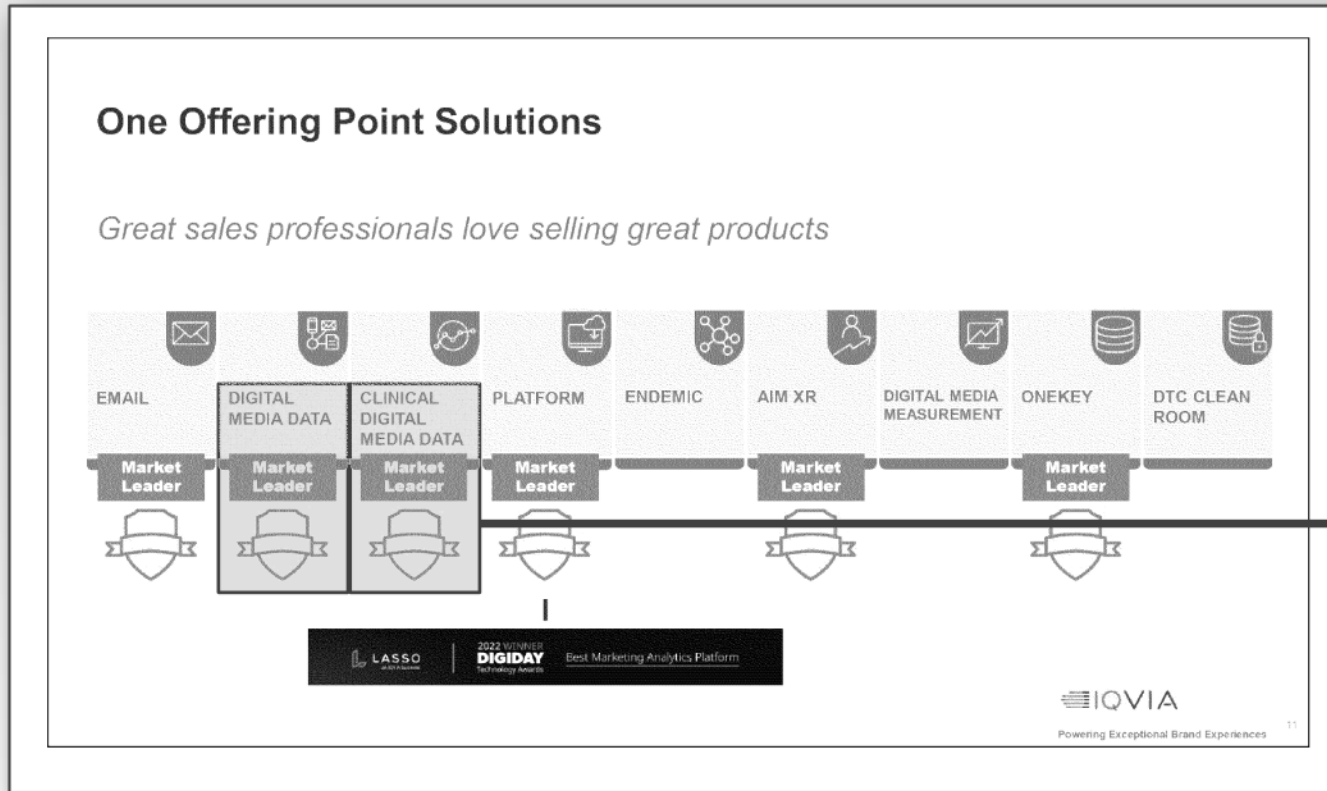 One Offering Point Solutions
Great sales professionals love selling great products
EMAIL
DIGITAL
MEDIA DATA
CLINICAL
DIGITAL
MEDIA DATA
PLATFORM
ENDEMIC
AIM XR
DIGITAL MEDIA
MEASUREMENT
ONEKEY
DTC CLEAN
ROOM
Market
Leader
Market
Leader
Market
Leader
Market
Leader
Market
Leader
Market
Leader
LASSO
2022 WINNER
DIGIDAY
Technology Awards
Best Marketing Analytics Platform
IQVIA
Powering Exceptional Brand Experiences
11